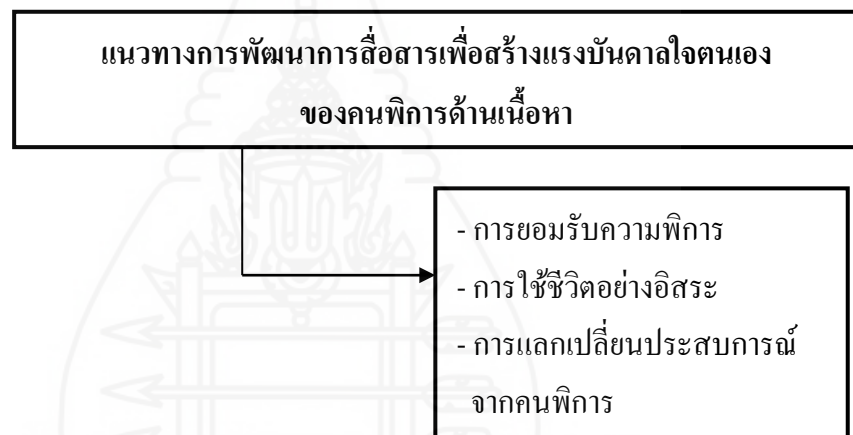 แนวทางการพัฒนาการสื่อสารเพื่อสร้างแรงบันดาลใจตนเอง
ของคนพิการด้านเนื้อหา
- การยอมรับความพิการ
- การใช้ชีวิตอย่างอิสระ
- การแลกเปลี่ยนประสบการณ์
จากคนพิการ